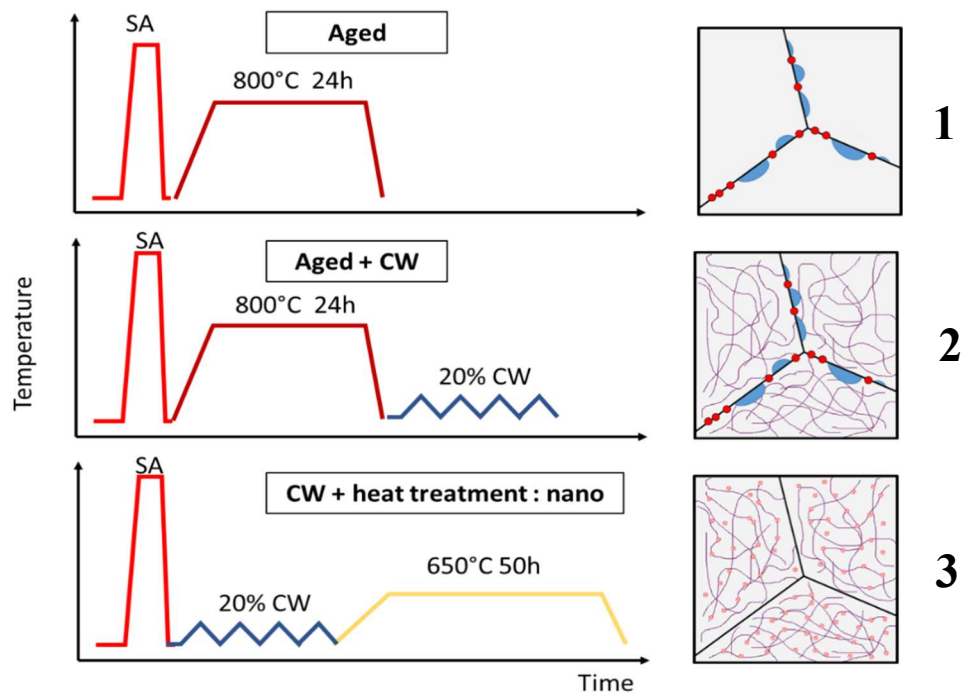 SA
Aged
800°C 24h
1
SA
Aged + CW
800°C 24h
20% CW
2
Temperature
SA
CW + heat treatment : nano
650°C 50h
20% CW
3
Time